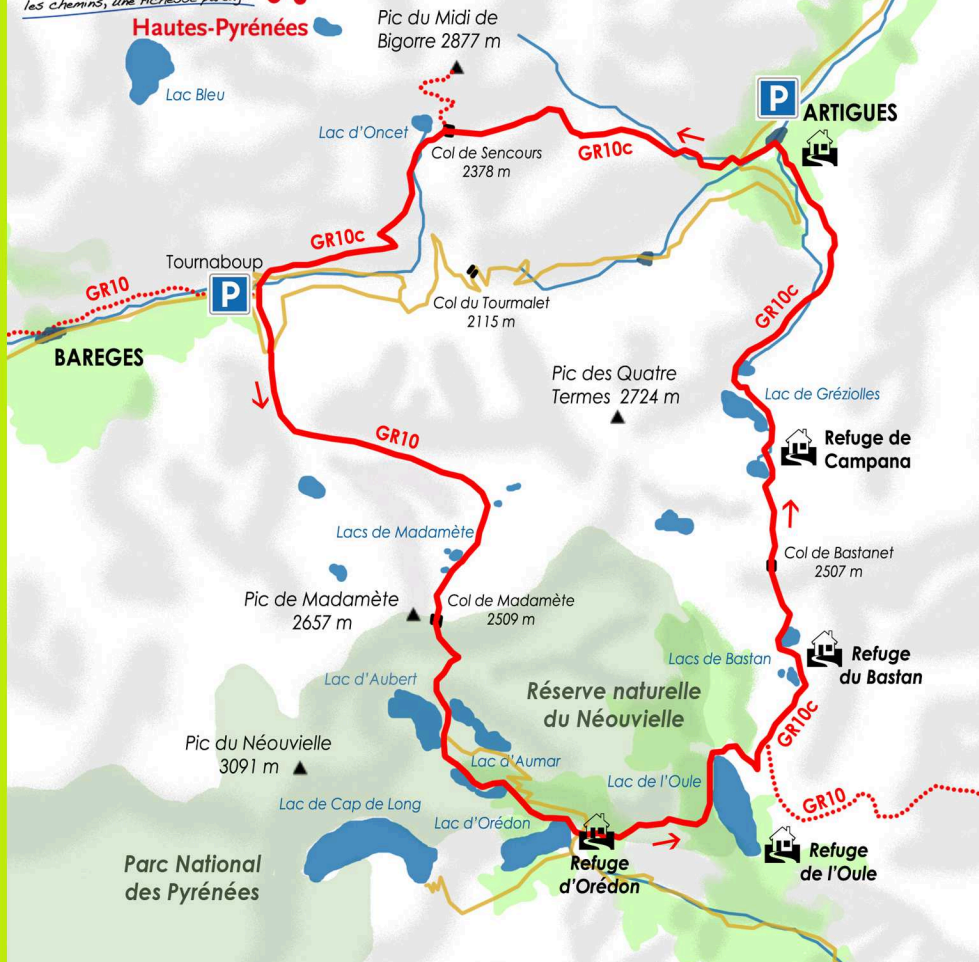 les chemins, une richesse
Hautes-Pyrénées
Pic du Midi de
Bigorre 2877 m
Lac Bleu
P
ARTIGUES
Lac d'Oncet
Col de Sencours
2378 m
GR10c
GR10c
Tournaboup
P
GR10
Col du Tourmalet
2115 m
GR10c
BAREGES
Pic des Quatre
Termes 2724 m
Lac de Gréziolles
GR10
Refuge de
Campana
Lacs de Madamète
Col de Bastanet
2507 m
Pic de Madamète
2657 m
Col de Madamète
2509 m
Lacs de Bastan
Refuge
du Bastan
Lac d'Aubert
Réserve naturelle
du Néouvielle
GR10c
Pic du Néouvielle
3091 m
Lac d'Aumar
Lac de l'Oule
Lac de Cap de Long
GR10
Lac d'Orédon
Refuge
d'Orédon
Refuge
de l'Oule
Parc National
des Pyrénées